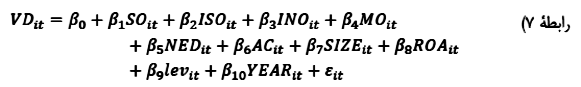 VD_it = β_0 + β_1SO_it + β_2ISO_it + β_3INO_it + β_4MO_it رابطهٔ ۷)
+ β_5NED_it + β_6AC_it + β_7SIZE_it + β_8ROA_it
+ β_9lev_it + β_10YEAR_it + ε_it